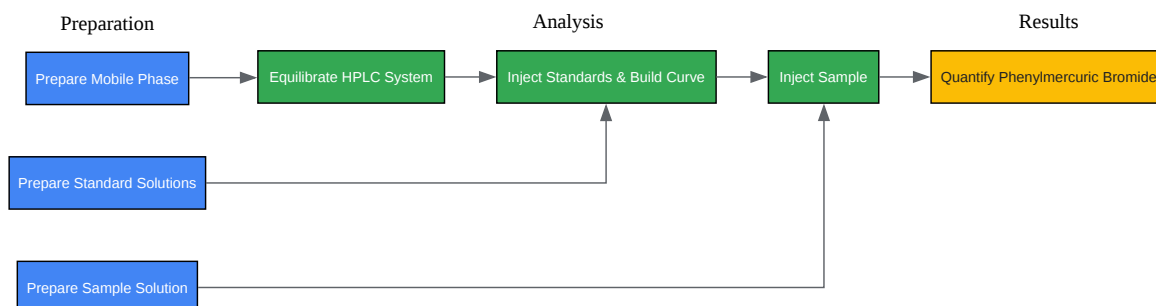 Preparation
Analysis
Results
Prepare Mobile Phase
Equilibrate HPLC System
Inject Standards & Build Curve
Inject Sample
Quantify Phenylmercuric Bromide
Prepare Standard Solutions
Prepare Sample Solution